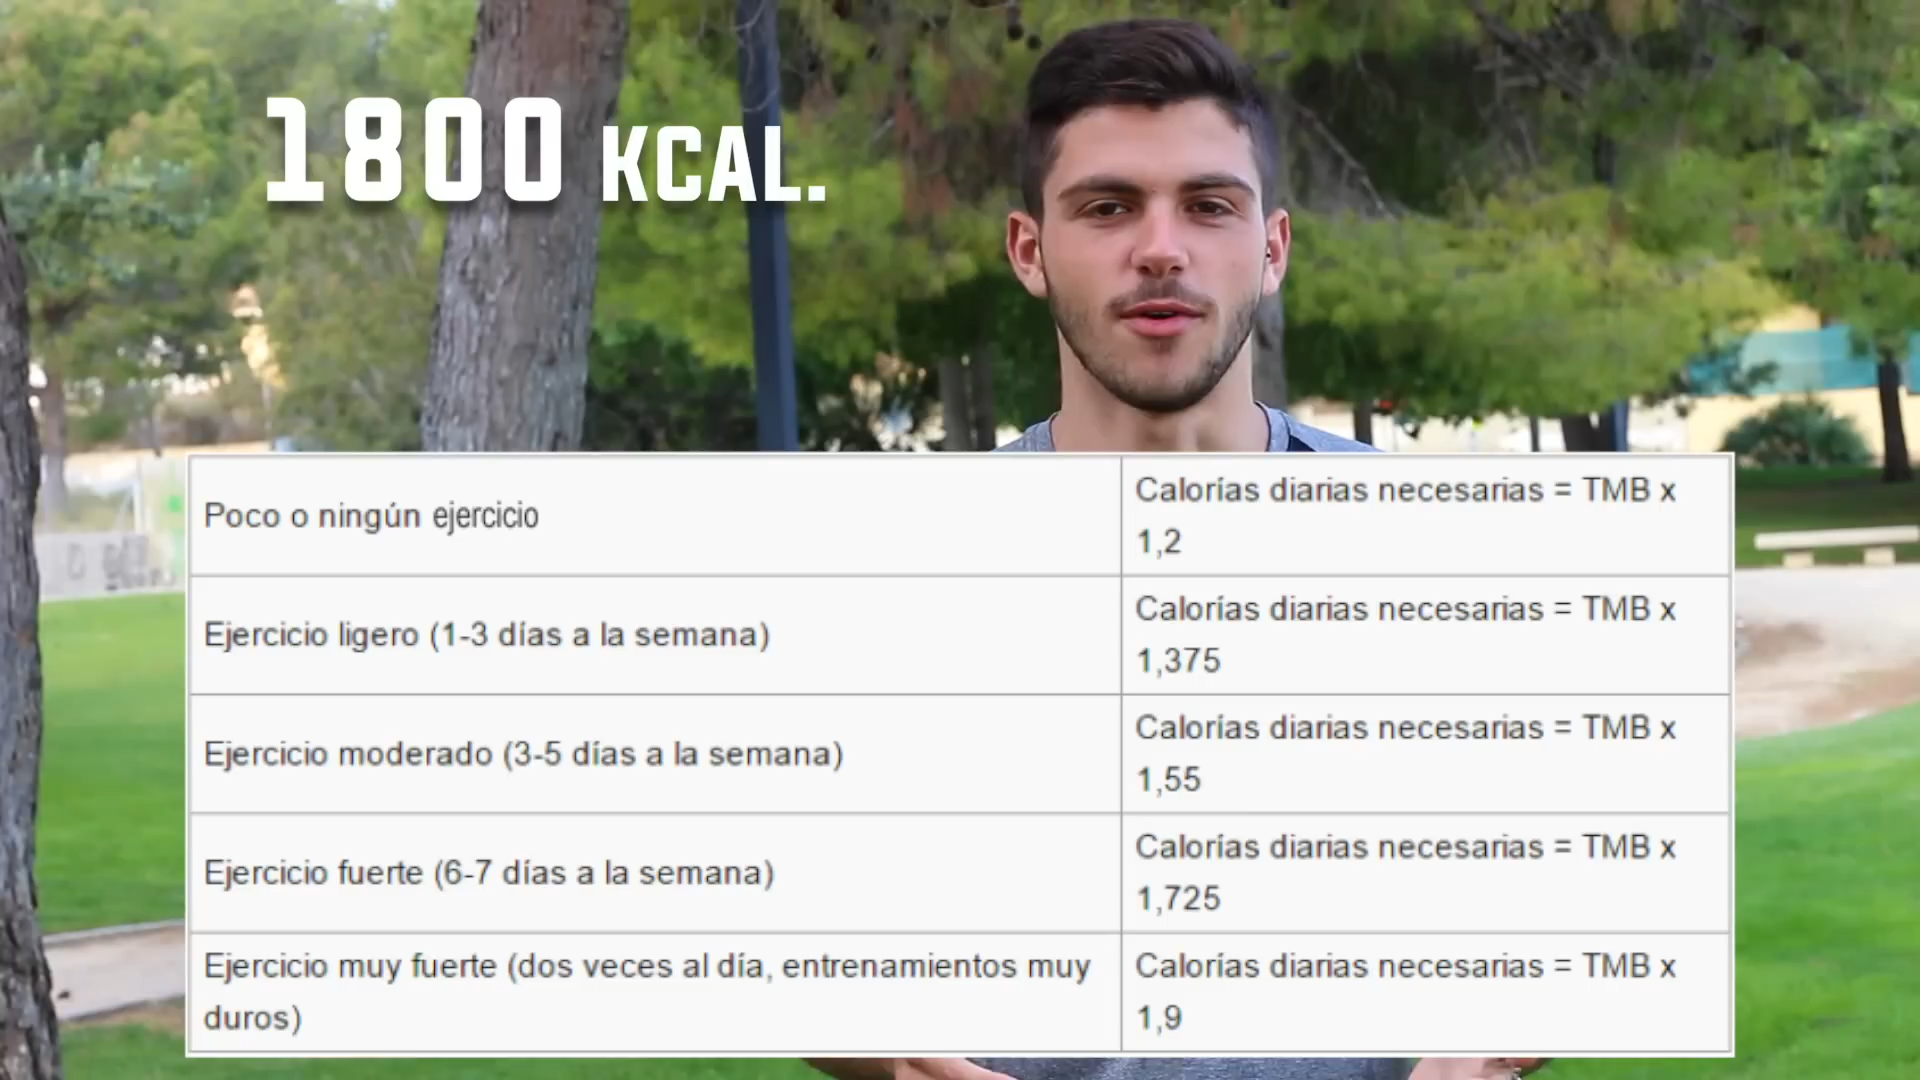 1800 KCAL.
Poco o ningún ejercicio
Calorías diarias necesarias = TMB x
1,2
Ejercicio ligero (1-3 días a la semana)
Calorías diarias necesarias = TMB x
1,375
Ejercicio moderado (3-5 días a la semana)
Calorías diarias necesarias = TMB x
1,55
Ejercicio fuerte (6-7 días a la semana)
Calorías diarias necesarias = TMB x
1,725
Ejercicio muy fuerte (dos veces al día, entrenamientos muy
duros)
Calorías diarias necesarias = TMB x
1,9